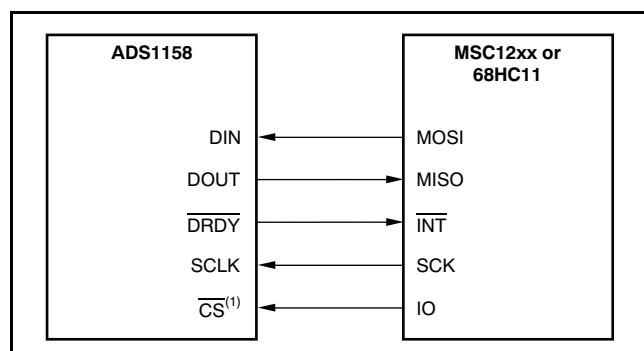 ADS1158
MSC12xx or
68HC11
DIN
MOSI
DOUT
MISO
DRDY
INT
SCLK
SCK
CS(1)
IO